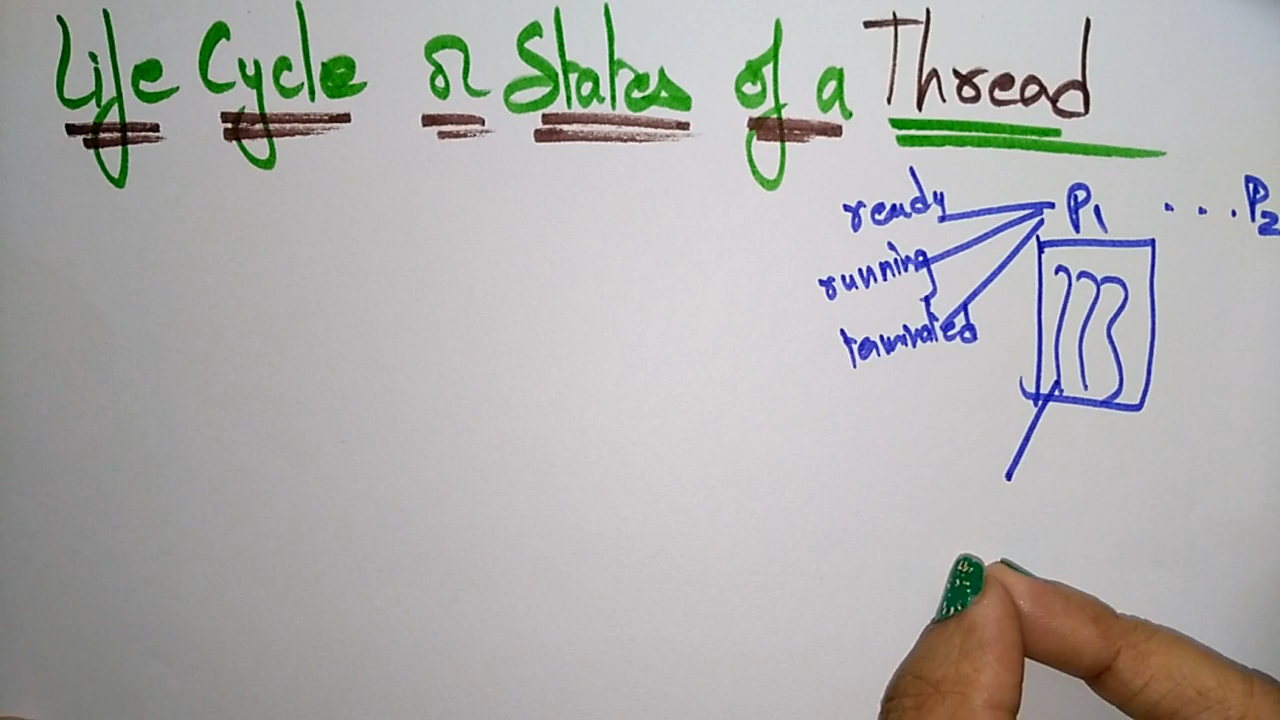 Life Cycle or States of a Thread
ready P1 .... P2
running
terminated